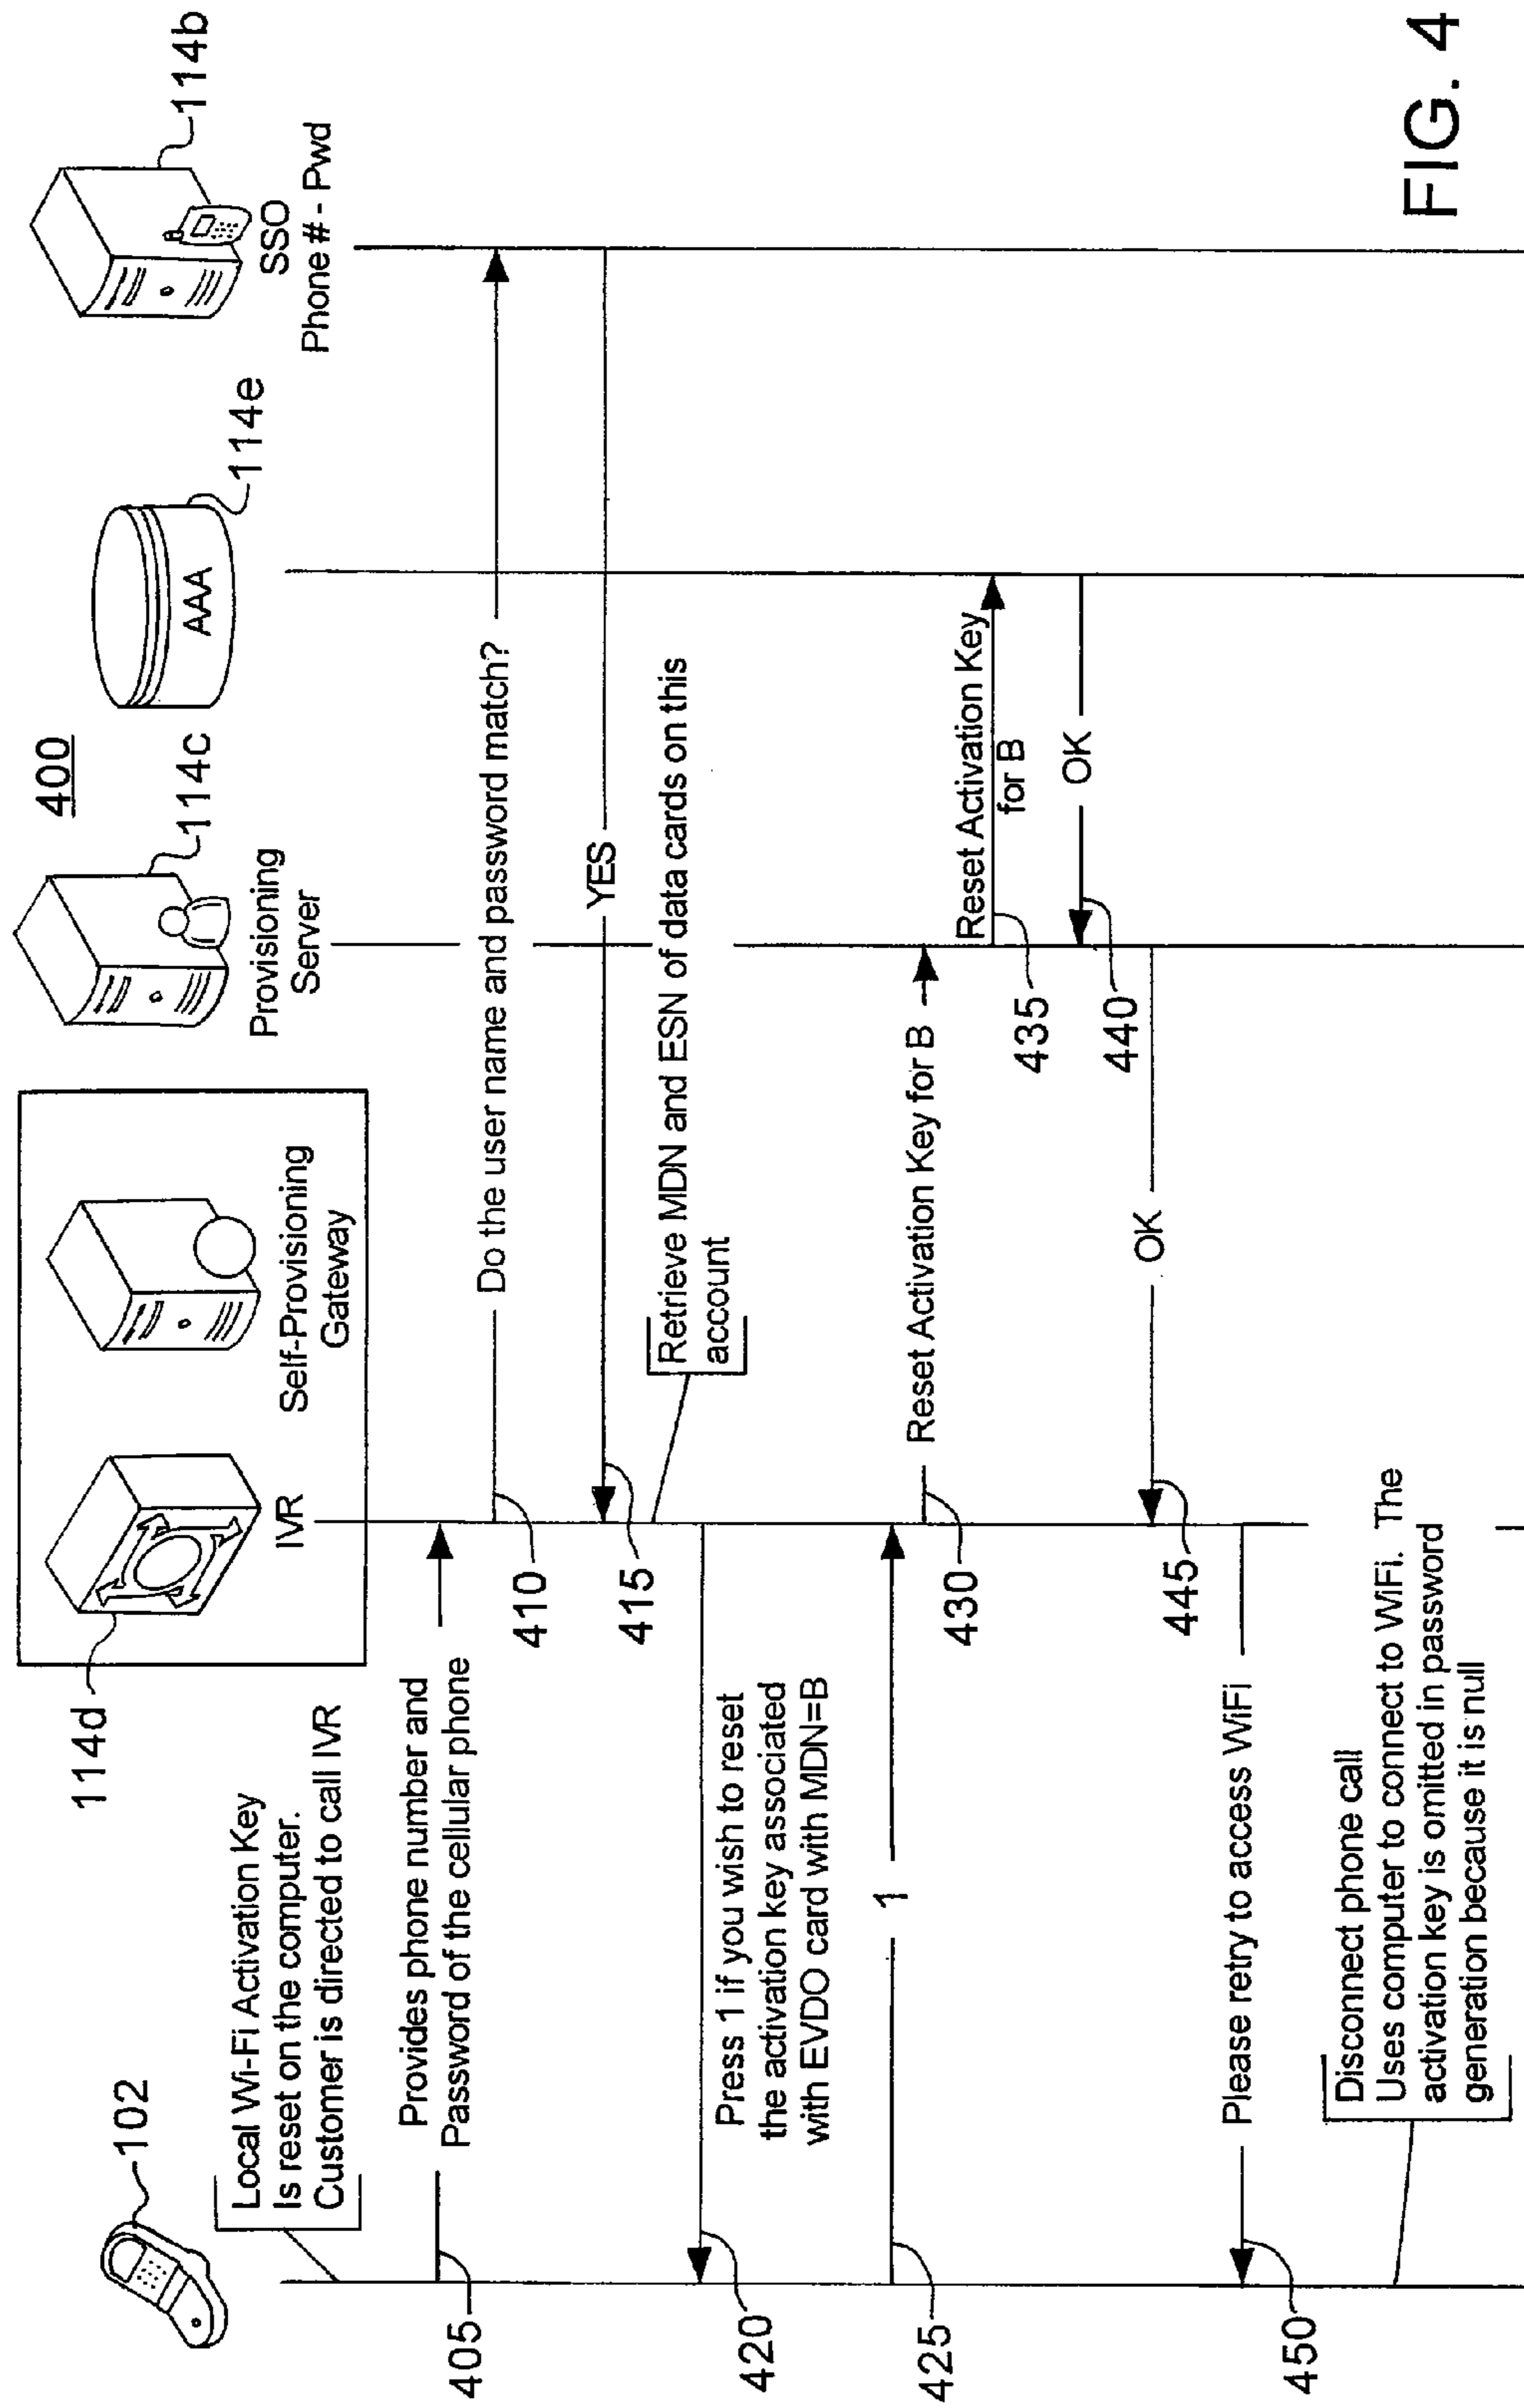 400
102
114d
IVR
Self-Provisioning
Gateway
114c
Provisioning
Server
114e
AAA
114b
SSO
Phone # - Pwd
Local Wi-Fi Activation Key
Is reset on the computer.
Customer is directed to call IVR
405
Provides phone number and
Password of the cellular phone
410
Do the user name and password match?
415
YES
Retrieve MDN and ESN of data cards on this
account
420
Press 1 if you wish to reset
the activation key associated
with EVDO card with MDN=B
425
1
430
Reset Activation Key for B
435
Reset Activation Key
for B
440
OK
445
OK
450
Please retry to access WiFi
Disconnect phone call
Uses computer to connect to WiFi. The
activation key is omitted in password
generation because it is null
FIG. 4